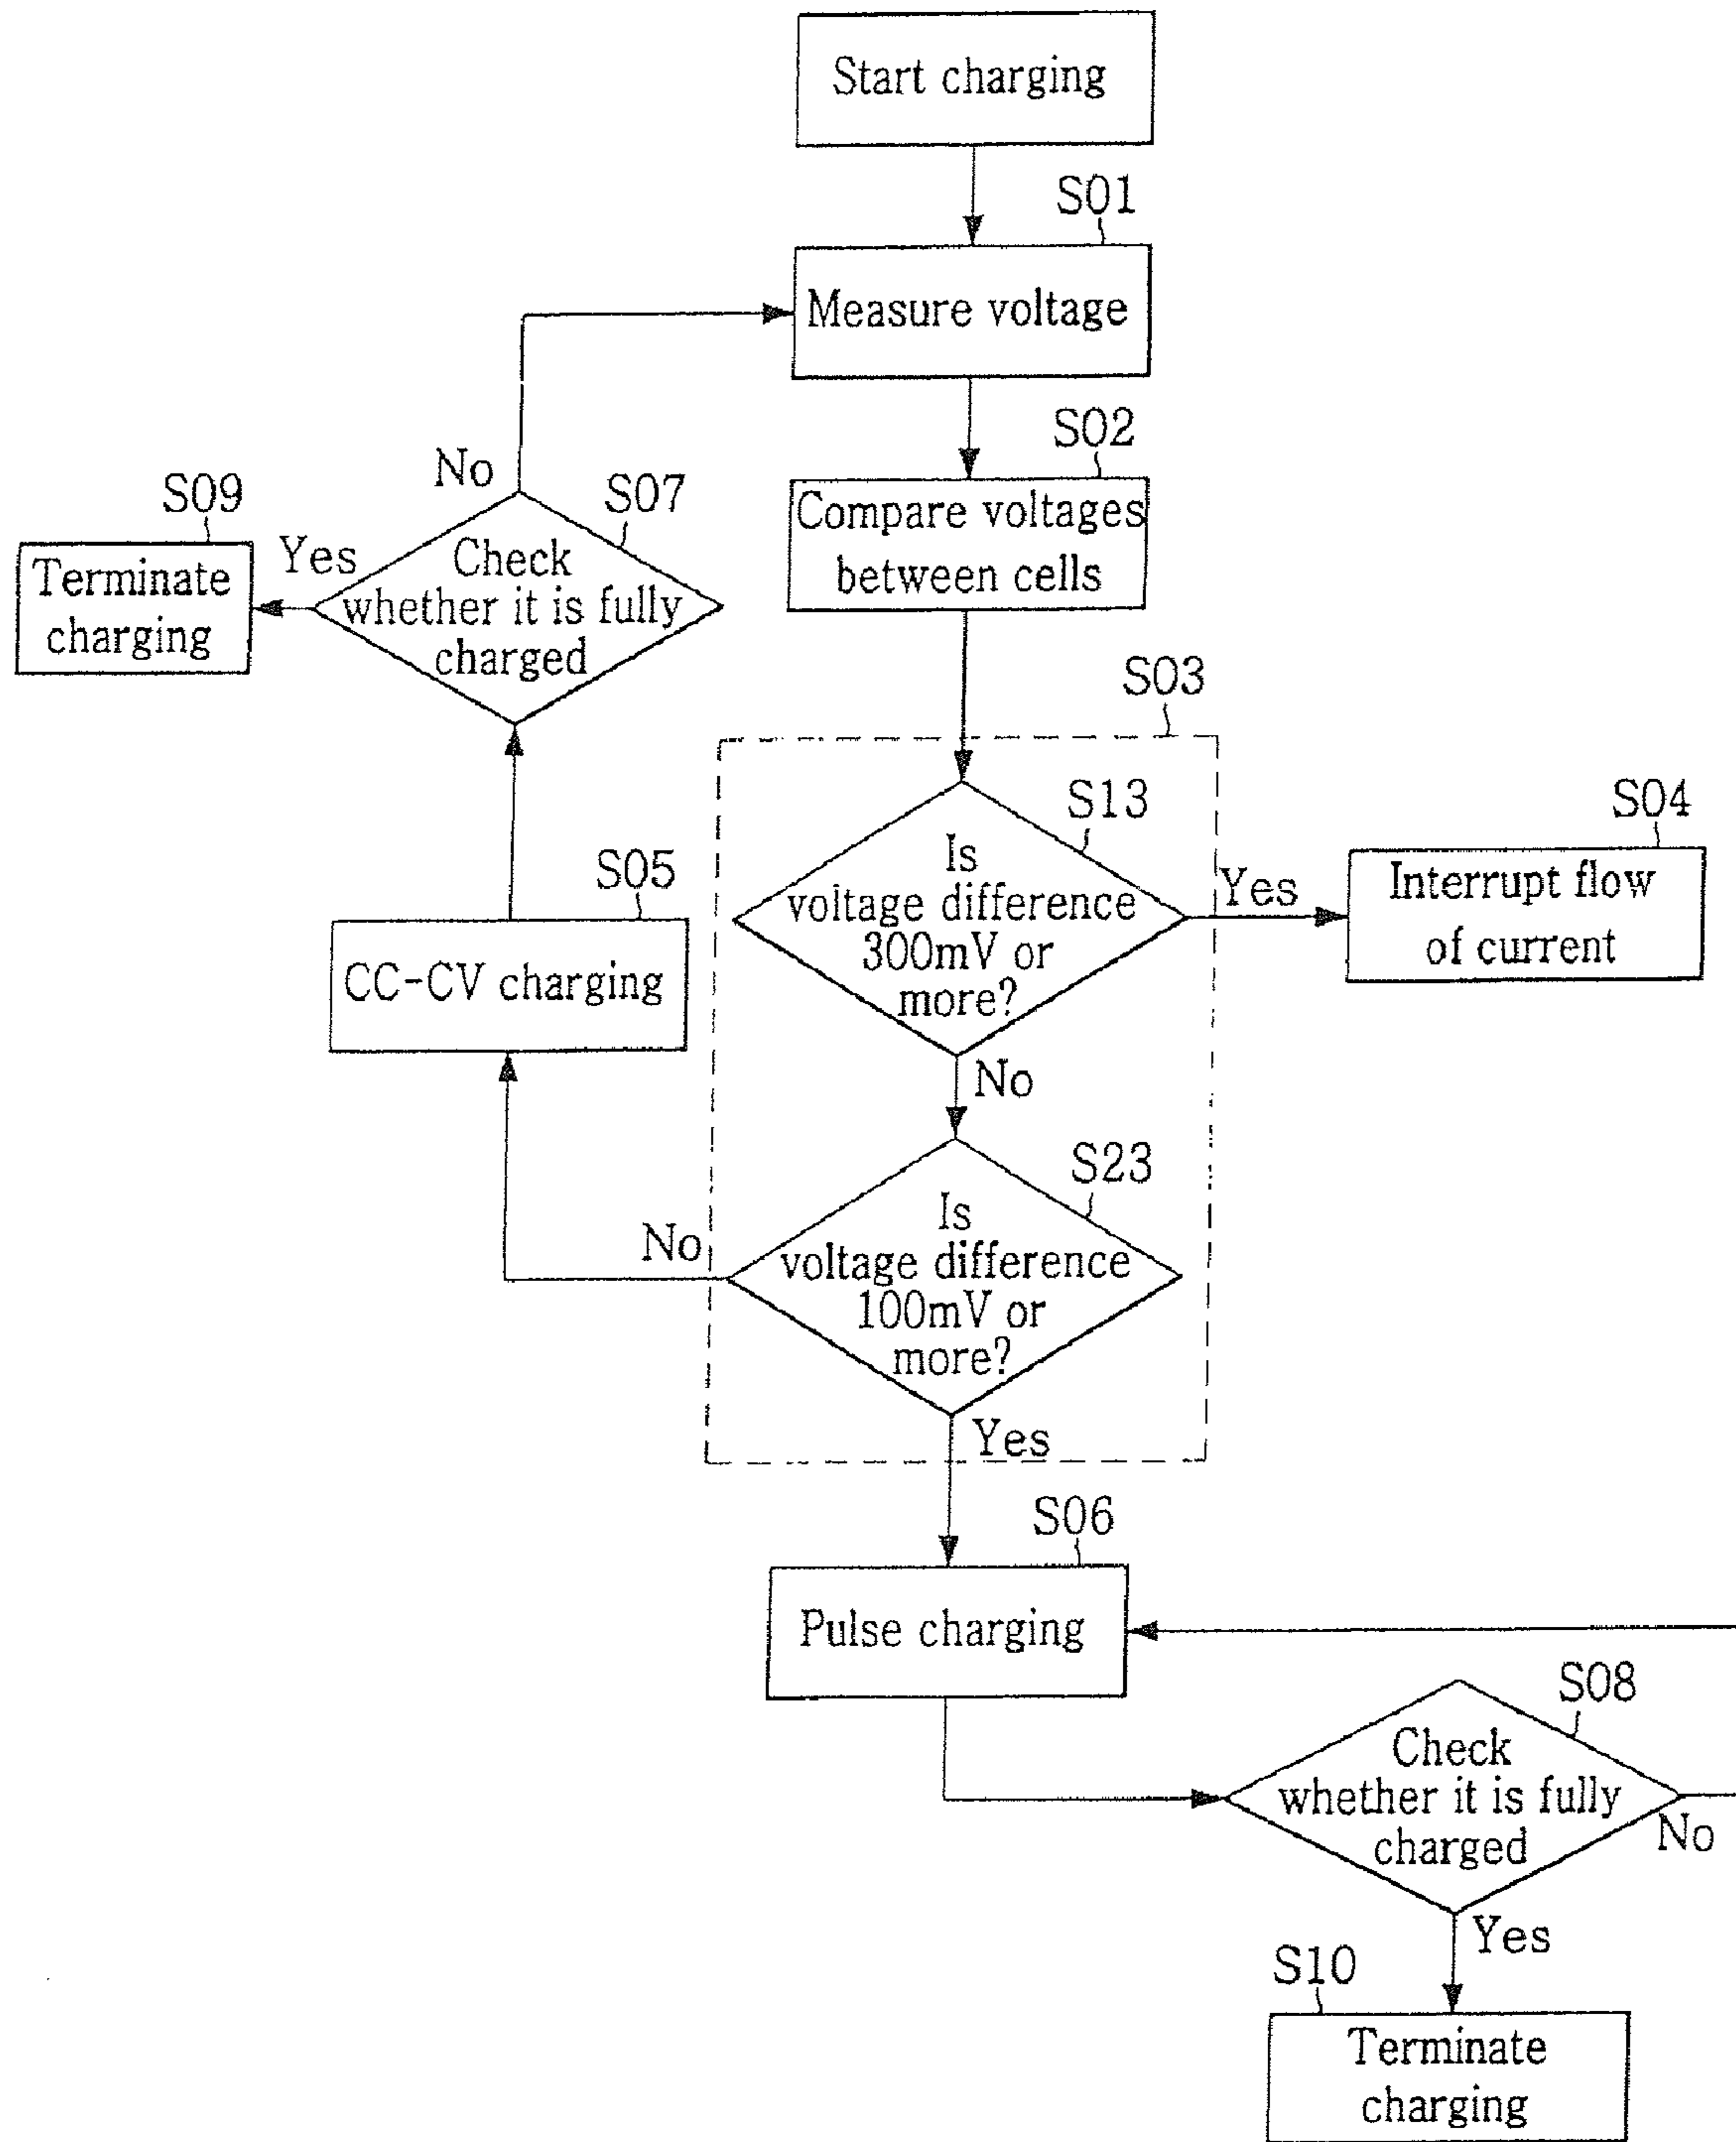 Start charging
S01
Measure voltage
S02
Compare voltages
between cells
S03
S13
Is
voltage difference
300mV or
more?
Yes
S04
Interrupt flow
of current
No
S23
Is
voltage difference
100mV or
more?
No
S05
CC-CV charging
S07
Check
whether it is fully
charged
No
Yes
S09
Terminate
charging
Yes
S06
Pulse charging
S08
Check
whether it is fully
charged
No
Yes
S10
Terminate
charging